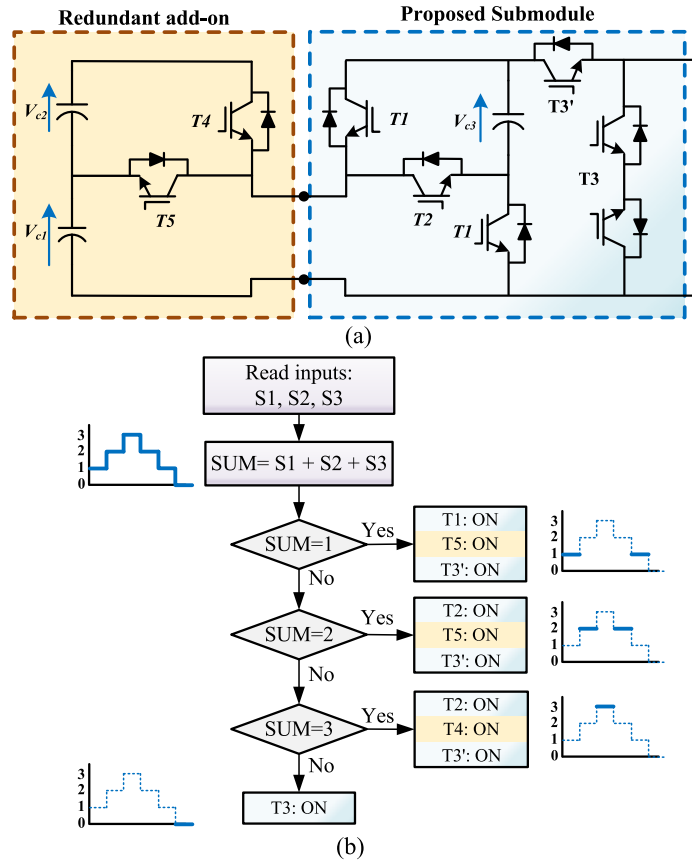 Redundant add-on
Proposed Submodule
Vc2
T4
T1
Vc3
T3'
T3
T5
T2
T1
Vc1
(a)
Read inputs:
S1, S2, S3
3
2
1
0
SUM= S1 + S2 + S3
SUM=1
Yes
T1: ON
T5: ON
T3': ON
3
2
1
0
No
SUM=2
Yes
T2: ON
T5: ON
T3': ON
3
2
1
0
No
SUM=3
Yes
T2: ON
T4: ON
T3': ON
3
2
1
0
No
3
2
1
0
T3: ON
(b)